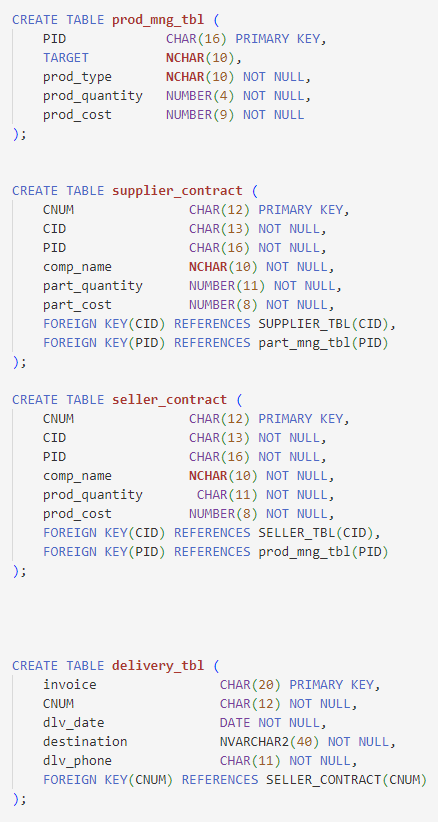 CREATE TABLE prod_mng_tbl (
PID CHAR(16) PRIMARY KEY,
TARGET NCHAR(10),
prod_type NCHAR(10) NOT NULL,
prod_quantity NUMBER(4) NOT NULL,
prod_cost NUMBER(9) NOT NULL
);
CREATE TABLE supplier_contract (
CNUM CHAR(12) PRIMARY KEY,
CID CHAR(13) NOT NULL,
PID CHAR(16) NOT NULL,
comp_name NCHAR(10) NOT NULL,
part_quantity NUMBER(11) NOT NULL,
part_cost NUMBER(8) NOT NULL,
FOREIGN KEY(CID) REFERENCES SUPPLIER_TBL(CID),
FOREIGN KEY(PID) REFERENCES part_mng_tbl(PID)
);
CREATE TABLE seller_contract (
CNUM CHAR(12) PRIMARY KEY,
CID CHAR(13) NOT NULL,
PID CHAR(16) NOT NULL,
comp_name NCHAR(10) NOT NULL,
prod_quantity CHAR(11) NOT NULL,
prod_cost NUMBER(8) NOT NULL,
FOREIGN KEY(CID) REFERENCES SELLER_TBL(CID),
FOREIGN KEY(PID) REFERENCES prod_mng_tbl(PID)
);
CREATE TABLE delivery_tbl (
invoice CHAR(20) PRIMARY KEY,
CNUM CHAR(12) NOT NULL,
dlv_date DATE NOT NULL,
destination NVARCHAR2(40) NOT NULL,
dlv_phone CHAR(11) NOT NULL,
FOREIGN KEY(CNUM) REFERENCES SELLER_CONTRACT(CNUM)
);